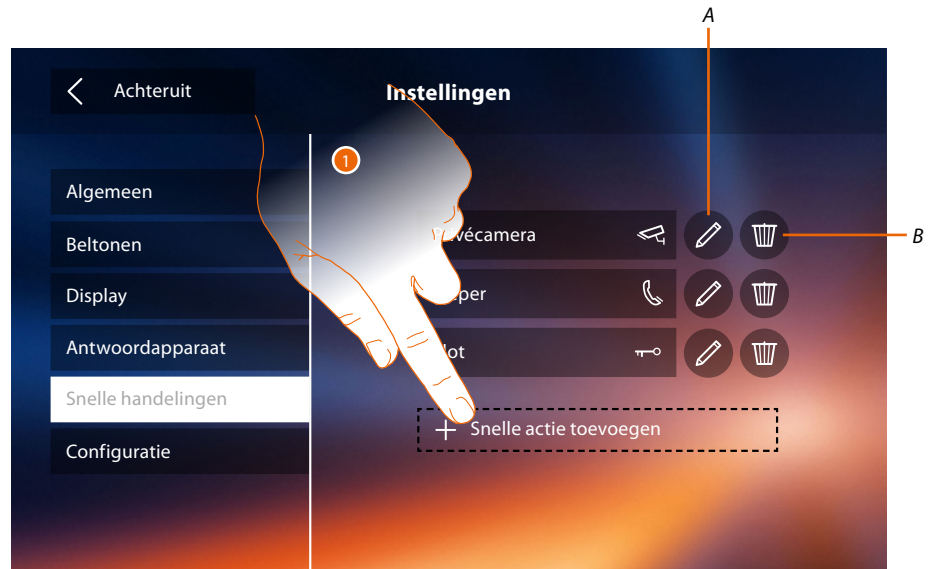 A
Achteruit
Instellingen
1
Algemeen
Beltonen
Display
Antwoordapparaat
Snelle handelingen
Configuratie
B
Snelle actie toevoegen